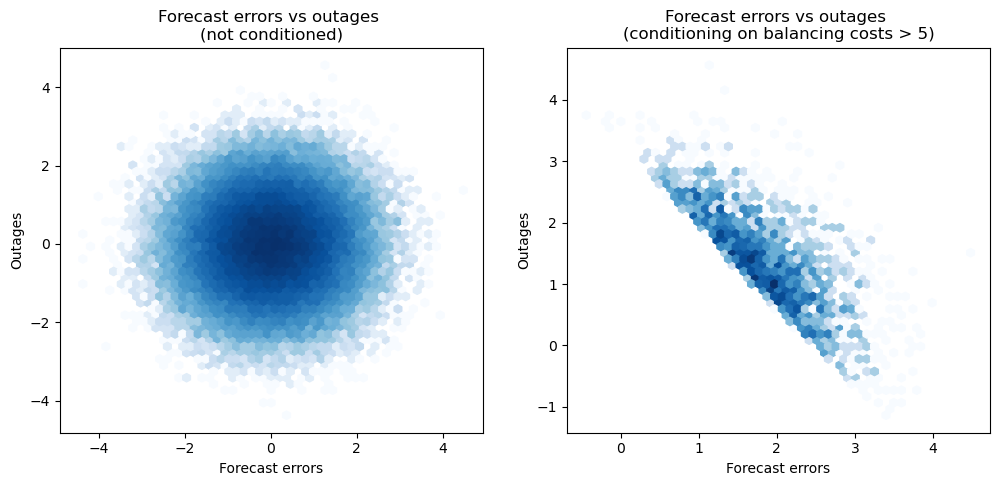 Forecast errors vs outages
(not conditioned)
Outages
4
2
0
−2
−4
−4
−2
0
2
4
Forecast errors
Forecast errors vs outages
(conditioning on balancing costs > 5)
Outages
4
3
2
1
0
−1
0
1
2
3
4
Forecast errors